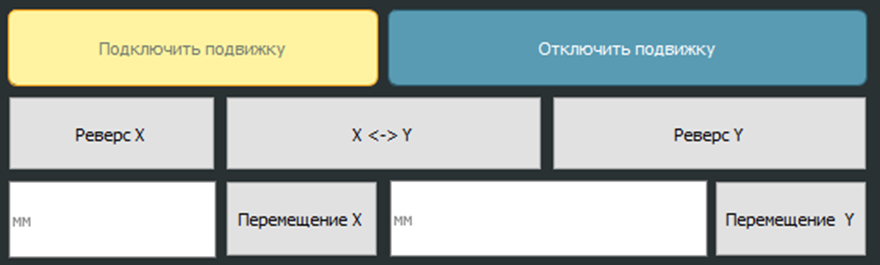 Подключить подвижку Отключить подвижку
Реверс X X <-> Y Реверс Y
мм Перемещение X мм Перемещение Y